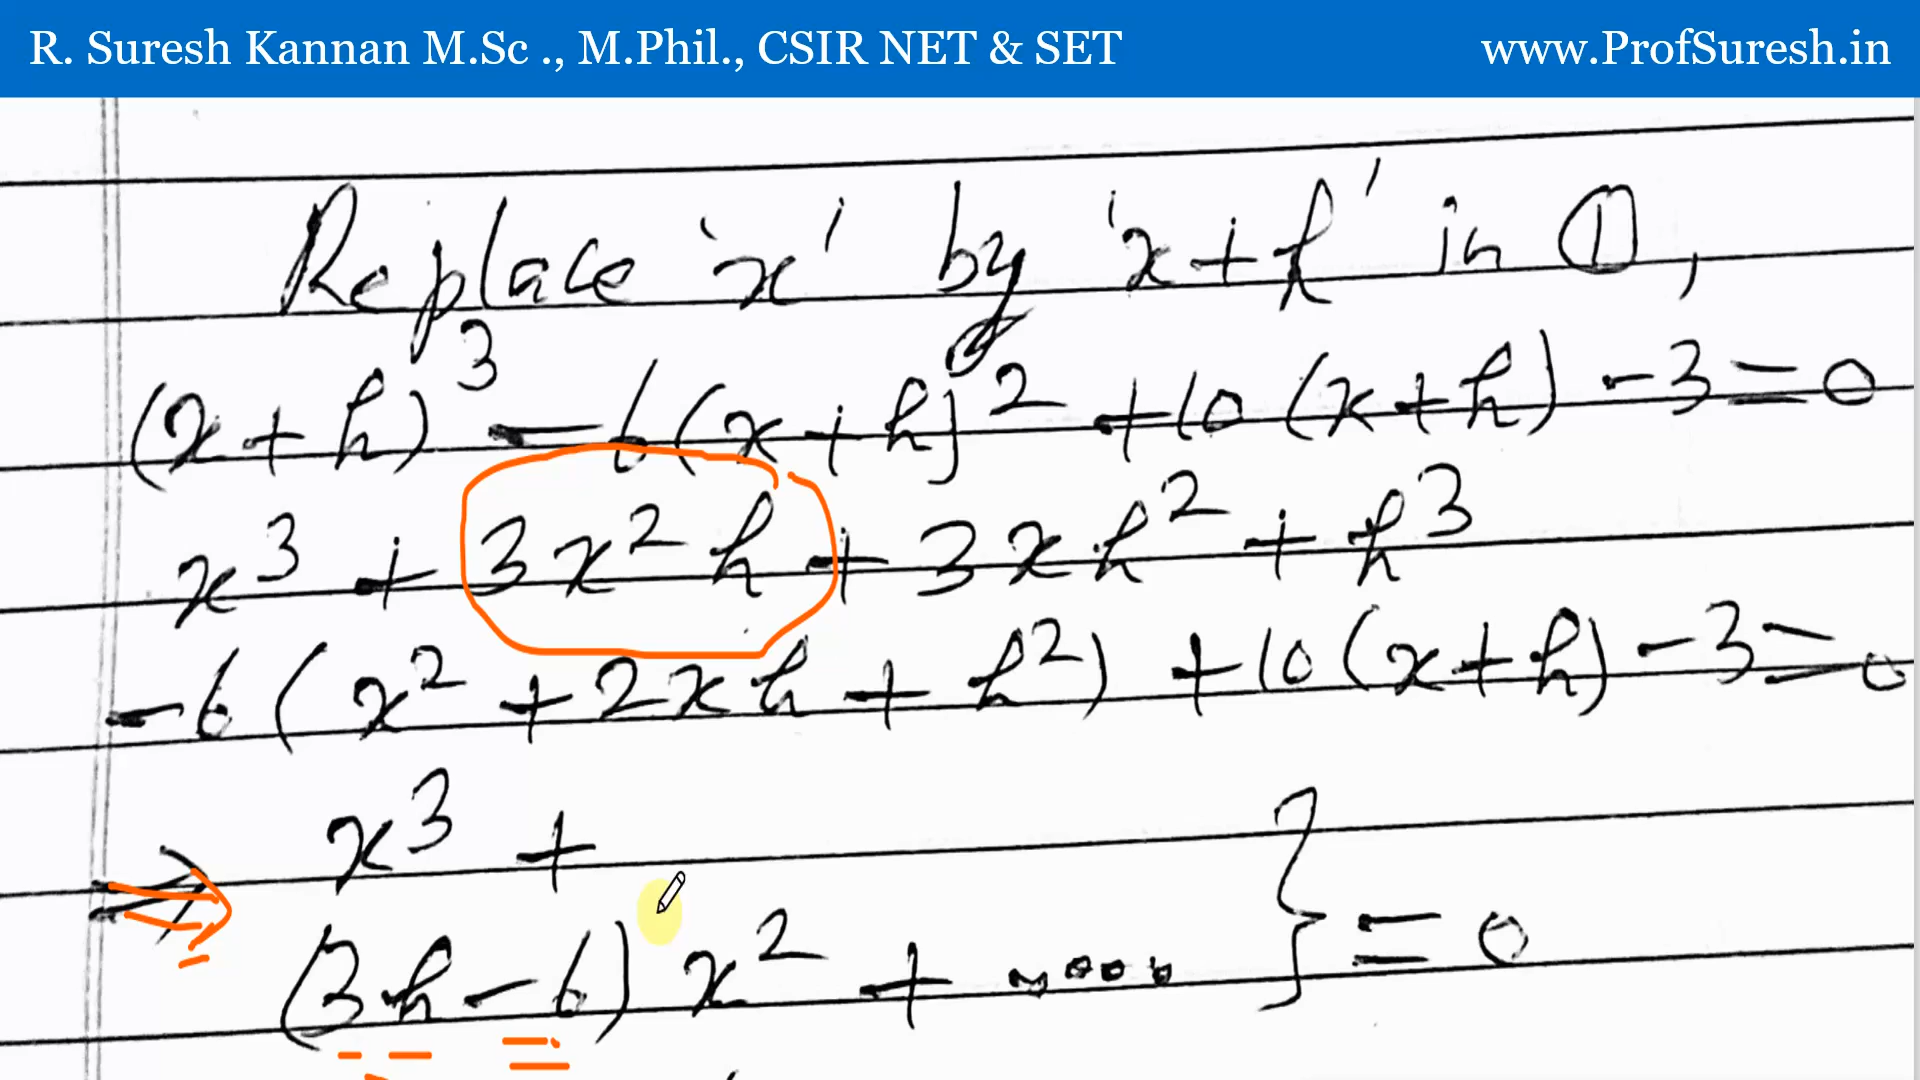 R. Suresh Kannan M.Sc ., M.Phil., CSIR NET & SET www.ProfSuresh.in
Replace 'x' by 'x+h' in ①,
(x+h)³ -6(x+h)² +10(x+h) -3=0
x³ + 3x²h + 3xh² + h³
-6(x² +2xh + h²) +10(x+h) -3=0
⇒ x³ +
(3h-6)x² + .... } = 0